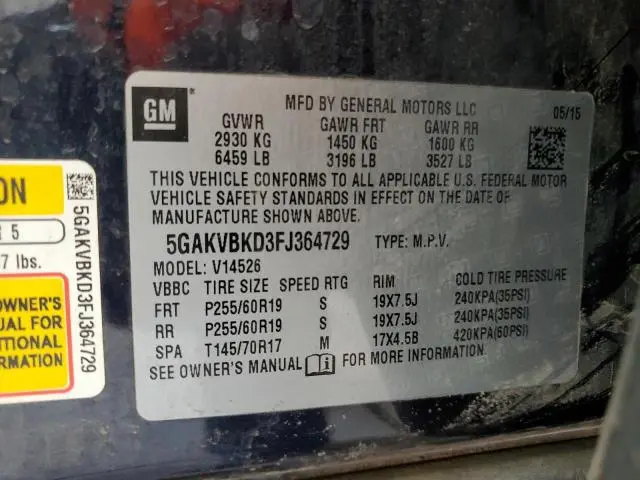 GM
MFD BY GENERAL MOTORS LLC
05/15
GVWR GAWR FRT GAWR RR
2930 KG 1450 KG 1600 KG
6459 LB 3196 LB 3527 LB
THIS VEHICLE CONFORMS TO ALL APPLICABLE U.S. FEDERAL MOTOR
VEHICLE SAFETY STANDARDS IN EFFECT ON THE DATE OF
MANUFACTURE SHOWN ABOVE.
5GAKVBKD3FJ364729 TYPE: M.P.V.
MODEL: V14526
VBBC TIRE SIZE SPEED RTG RIM COLD TIRE PRESSURE
FRT P255/60R19 S 19X7.5J 240KPA(35PSI)
RR P255/60R19 S 19X7.5J 240KPA(35PSI)
SPA T145/70R17 M 17X4.5B 420KPA(60PSI)
SEE OWNER'S MANUAL FOR MORE INFORMATION.
ON
R 5
7 lbs.
OWNER'S
UAL FOR
ITIONAL
RMATION
5GAKVBKD3FJ364729